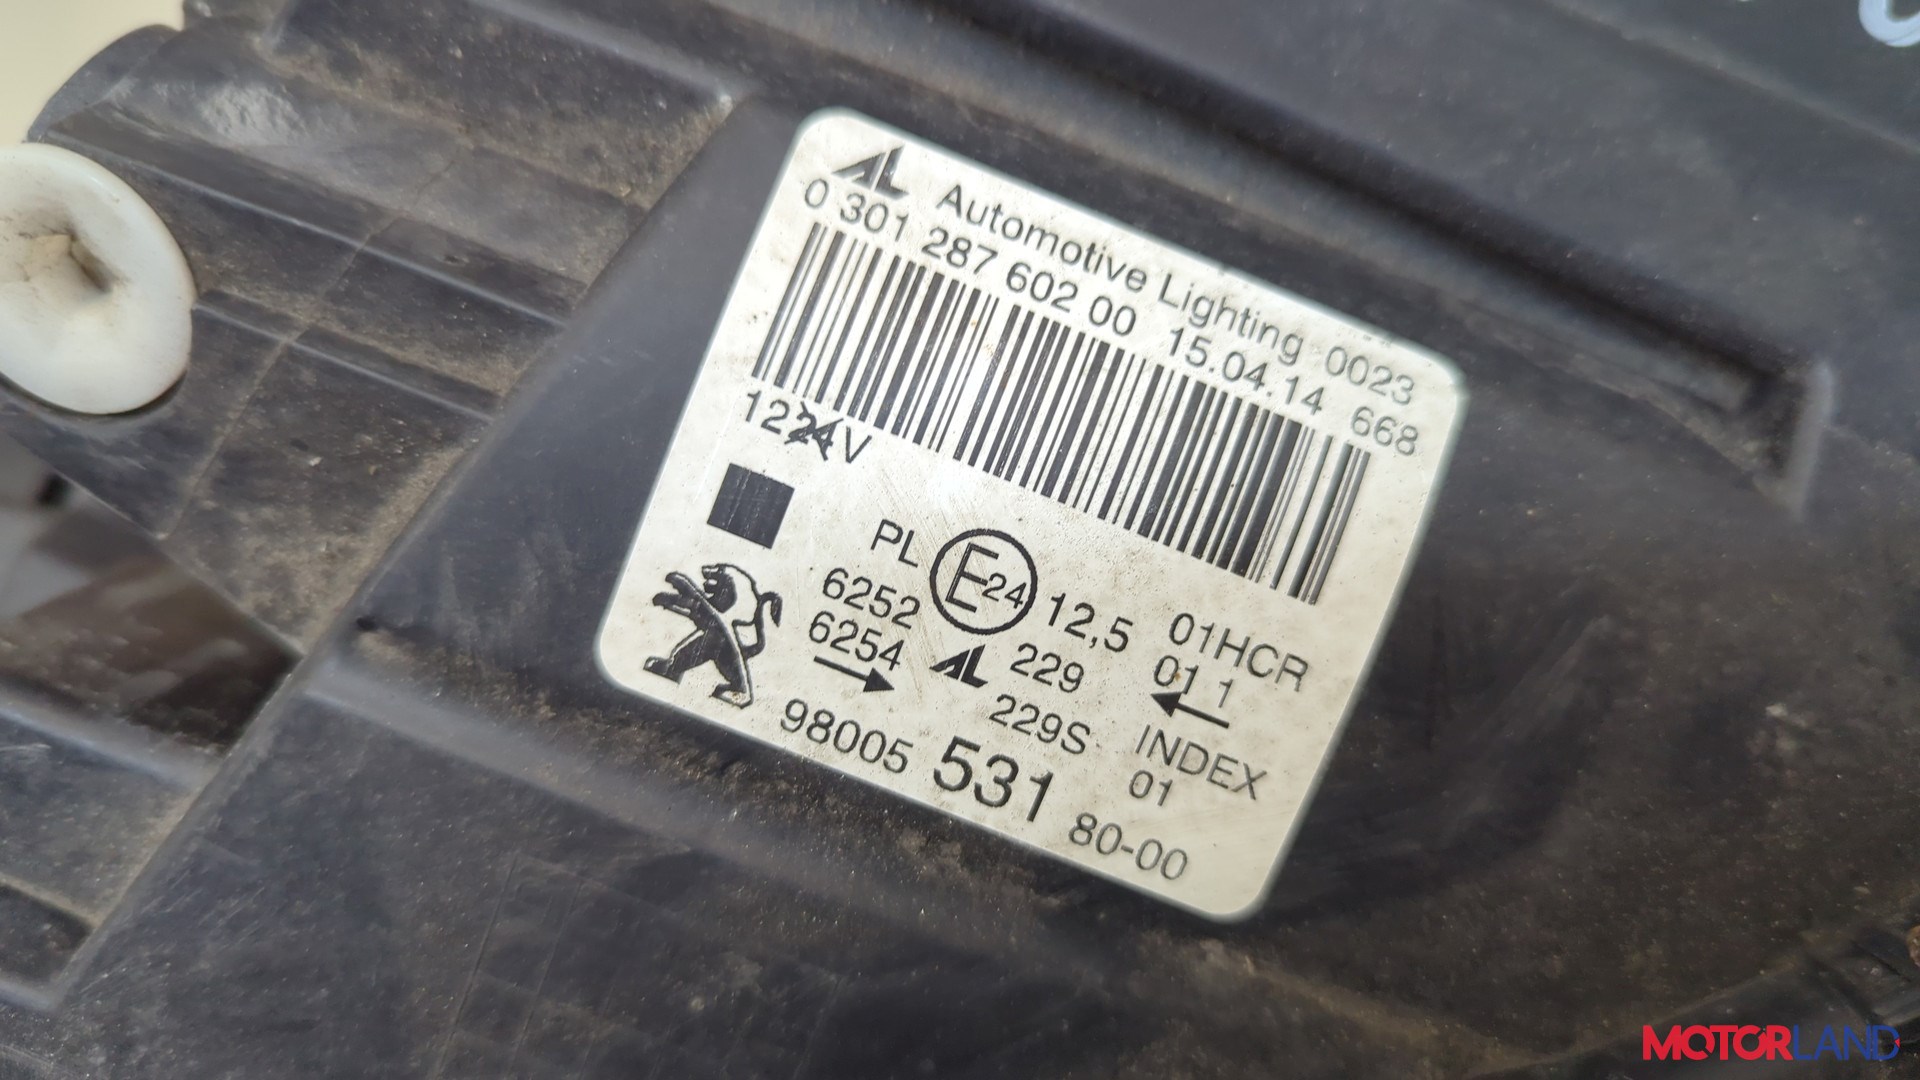 AL Automotive Lighting 0023
0 301 287 602 00 15.04.14 668
1224V
PL E24 12,5 01HCR
6252 AL 229 01 1
6254 229S INDEX
98005 531 80-00 01
MOTORLAND